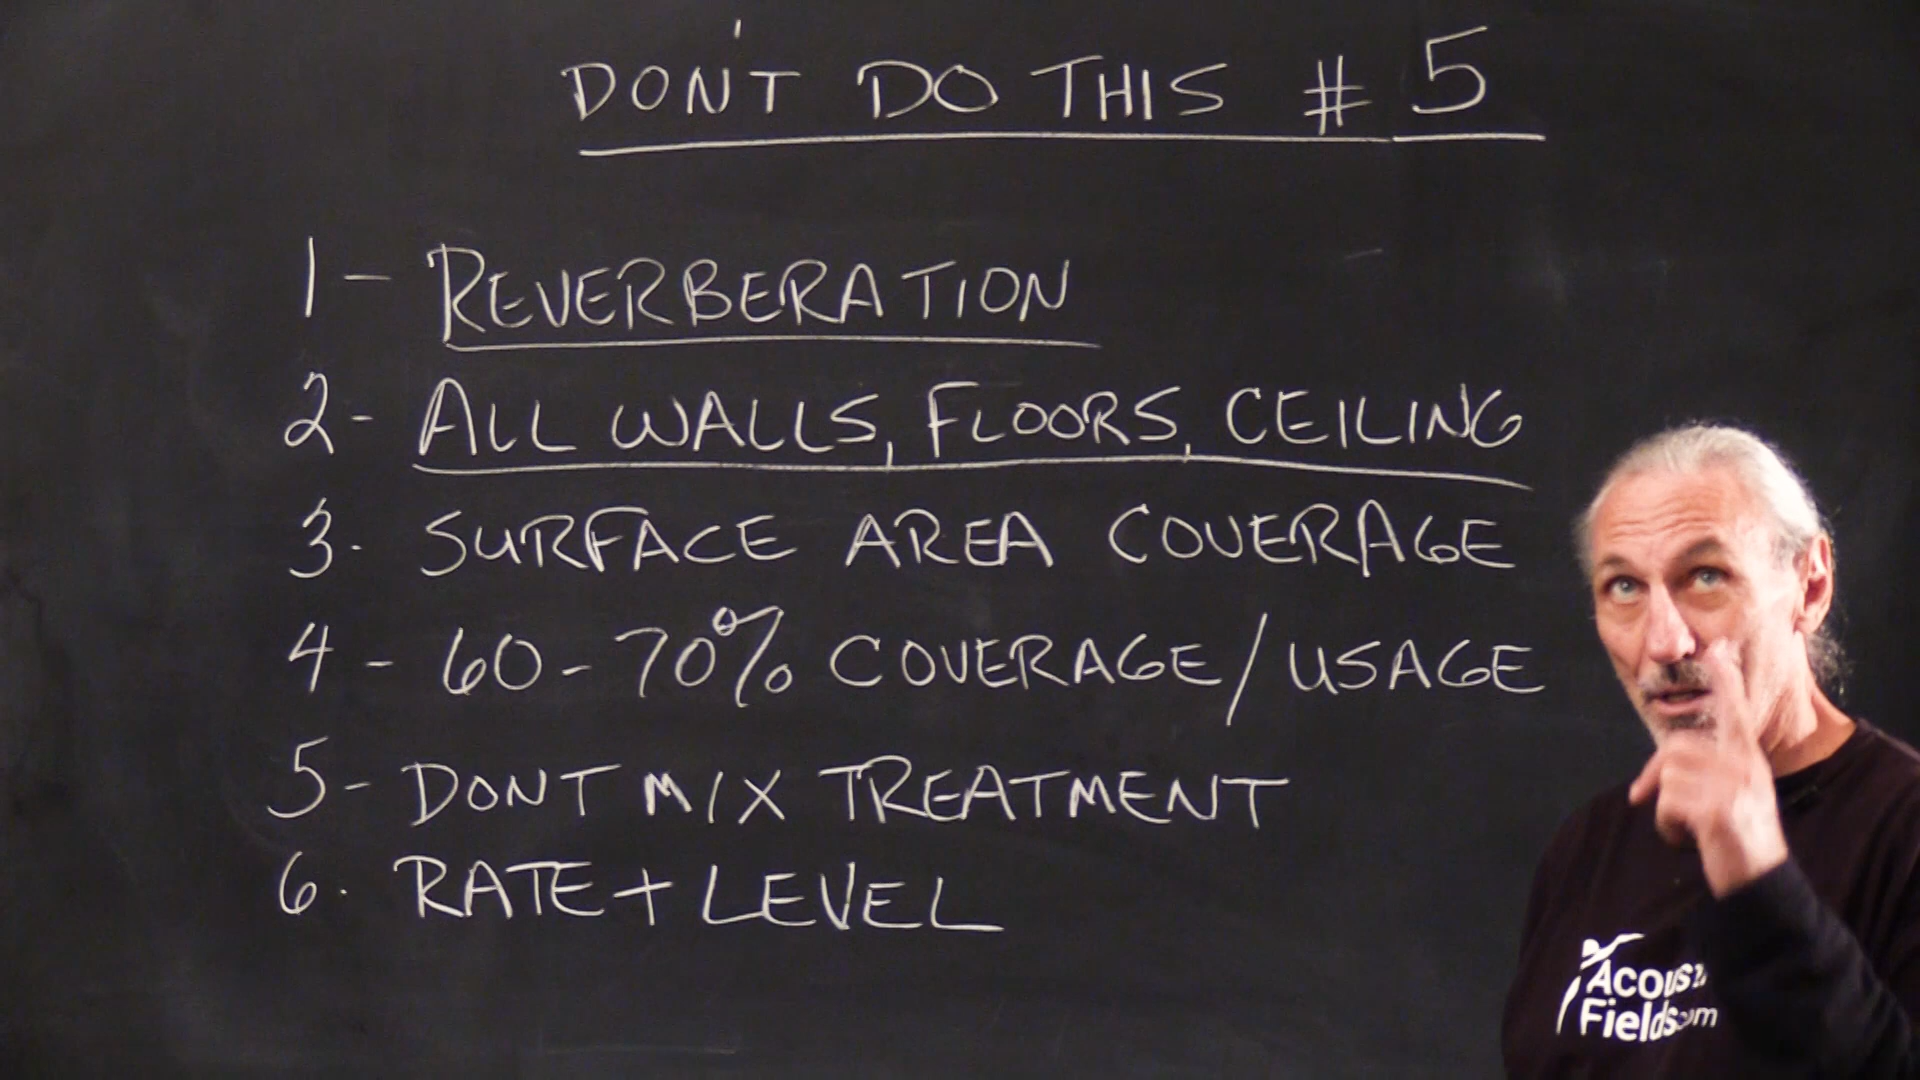 DON'T DO THIS # 5
1 - REVERBERATION
2 - ALL WALLS, FLOORS, CEILING
3. SURFACE AREA COVERAGE
4 - 60-70% COVERAGE/USAGE
5 - DONT MIX TREATMENT
6. RATE + LEVEL
Fields